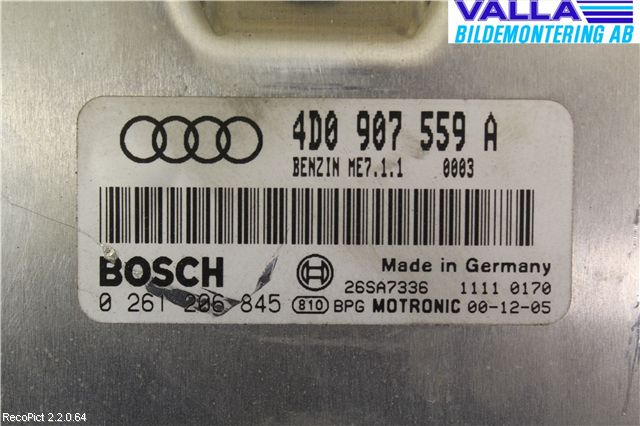 VALLA
BILDEMONTERING AB
4D0 907 559 A
BENZIN ME7.1.1 0003
BOSCH
Made in Germany
26SA7336 1111 0170
0 261 206 845 810 BPG MOTRONIC 00-12-05
RecoPict 2.2.0.64